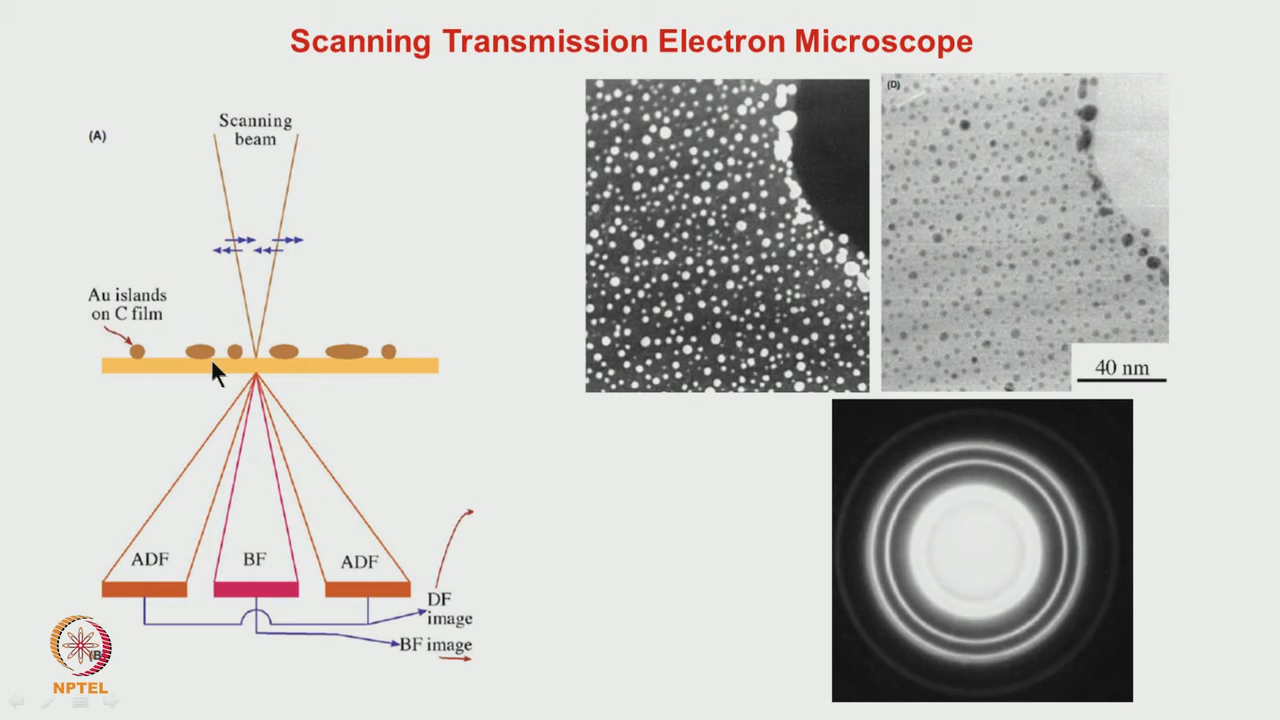 Scanning Transmission Electron Microscope
(A)
Scanning
beam
Au islands
on C film
ADF
BF
ADF
DF
image
BF image
(B)
NPTEL
(D)
40 nm